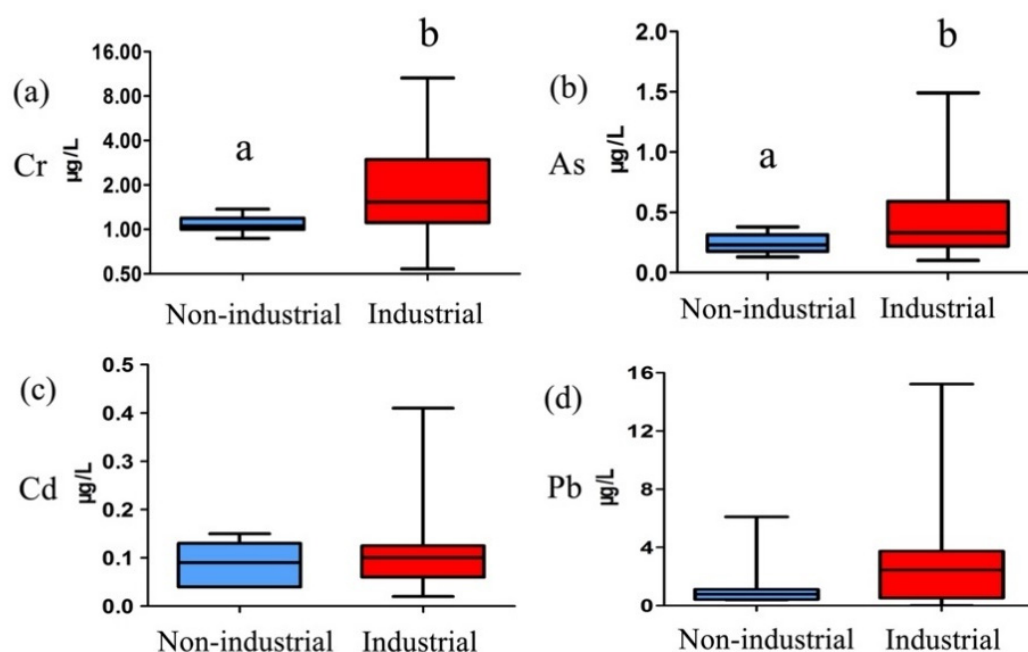 (a)
Cr
µg/L
16.00
8.00
4.00
2.00
1.00
0.50
a
b
Non-industrial
Industrial
(b)
As
µg/L
2.0
1.5
1.0
0.5
0.0
a
b
Non-industrial
Industrial
(c)
Cd
µg/L
0.5
0.4
0.3
0.2
0.1
0.0
Non-industrial
Industrial
(d)
Pb
µg/L
16
12
8
4
0
Non-industrial
Industrial